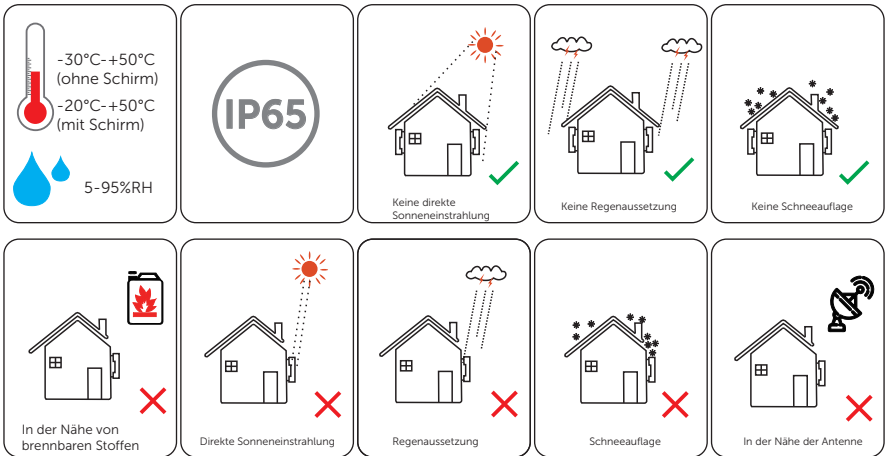 -30°C-+50°C
(ohne Schirm)
-20°C-+50°C
(mit Schirm)
5-95%RH
IP65
Keine direkte
Sonneneinstrahlung
Keine Regenaussetzung
Keine Schneeauflage
In der Nähe von
brennbaren Stoffen
Direkte Sonneneinstrahlung
Regenaussetzung
Schneeauflage
In der Nähe der Antenne